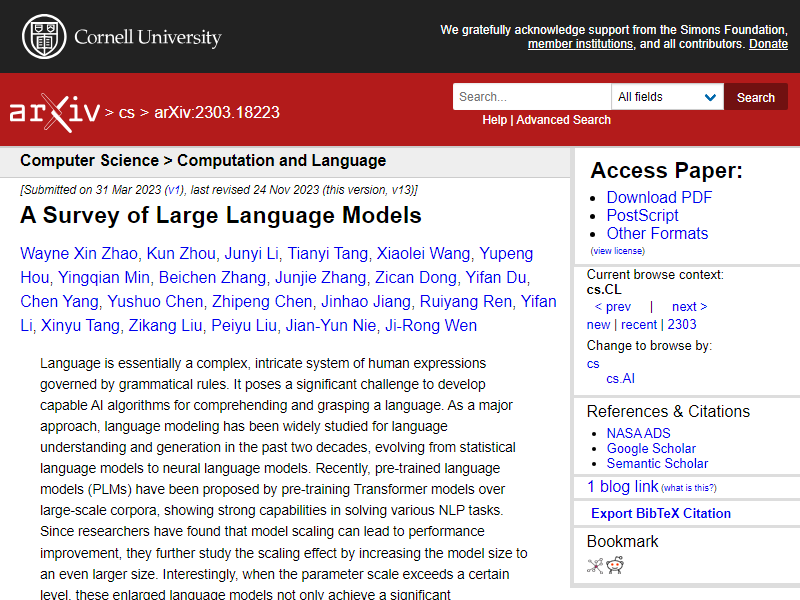 Cornell University
We gratefully acknowledge support from the Simons Foundation,
member institutions, and all contributors. Donate
arXiv > cs > arXiv:2303.18223
Search...
All fields
Search
Help | Advanced Search
Computer Science > Computation and Language
[Submitted on 31 Mar 2023 (v1), last revised 24 Nov 2023 (this version, v13)]
A Survey of Large Language Models
Wayne Xin Zhao, Kun Zhou, Junyi Li, Tianyi Tang, Xiaolei Wang, Yupeng
Hou, Yingqian Min, Beichen Zhang, Junjie Zhang, Zican Dong, Yifan Du,
Chen Yang, Yushuo Chen, Zhipeng Chen, Jinhao Jiang, Ruiyang Ren, Yifan
Li, Xinyu Tang, Zikang Liu, Peiyu Liu, Jian-Yun Nie, Ji-Rong Wen
Language is essentially a complex, intricate system of human expressions
governed by grammatical rules. It poses a significant challenge to develop
capable AI algorithms for comprehending and grasping a language. As a major
approach, language modeling has been widely studied for language
understanding and generation in the past two decades, evolving from statistical
language models to neural language models. Recently, pre-trained language
models (PLMs) have been proposed by pre-training Transformer models over
large-scale corpora, showing strong capabilities in solving various NLP tasks.
Since researchers have found that model scaling can lead to performance
improvement, they further study the scaling effect by increasing the model size to
an even larger size. Interestingly, when the parameter scale exceeds a certain
level, these enlarged language models not only achieve a significant
Access Paper:
Download PDF
PostScript
Other Formats
(view license)
Current browse context:
cs.CL
< prev | next >
new | recent | 2303
Change to browse by:
cs
cs.AI
References & Citations
NASA ADS
Google Scholar
Semantic Scholar
1 blog link (what is this?)
Export BibTeX Citation
Bookmark